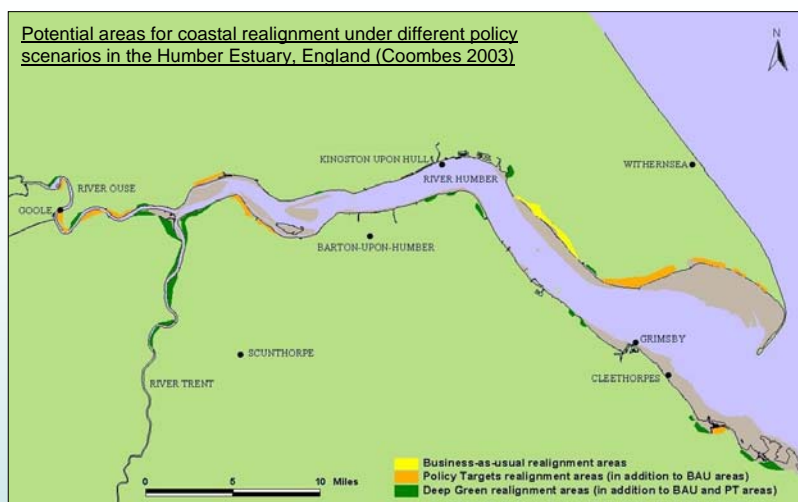 Potential areas for coastal realignment under different policy
scenarios in the Humber Estuary, England (Coombes 2003)
N
KINGSTON UPON HULL
WITHERNSEA
RIVER HUMBER
RIVER OUSE
GOOLE
BARTON-UPON-HUMBER
GRIMSBY
SCUNTHORPE
CLEETHORPES
RIVER TRENT
Business-as-usual realignment areas
Policy Targets realignment areas (in addition to BAU areas)
Deep Green realignment areas (in addition to BAU and PT areas)
0 5 10 Miles